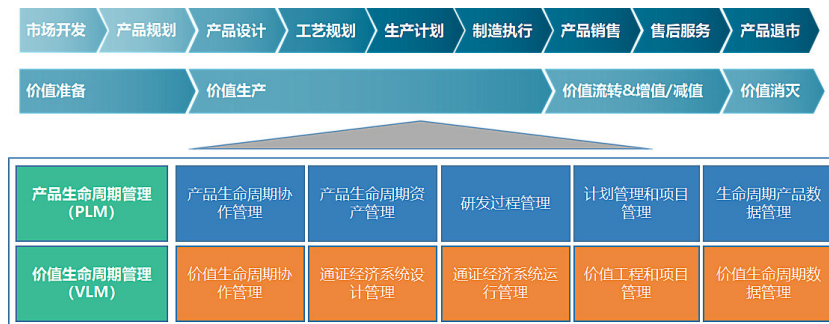 市场开发
产品规划
产品设计
工艺规划
生产计划
制造执行
产品销售
售后服务
产品退市
价值准备
价值生产
价值流转&增值/减值
价值消灭
产品生命周期管理
（PLM）
产品生命周期协
作管理
产品生命周期资
产管理
研发过程管理
计划管理和项目
管理
生命周期产品数
据管理
价值生命周期管理
（VLM）
价值生命周期协
作管理
通证经济系统设
计管理
通证经济系统运
行管理
价值工程和项目
管理
价值生命周期数
据管理